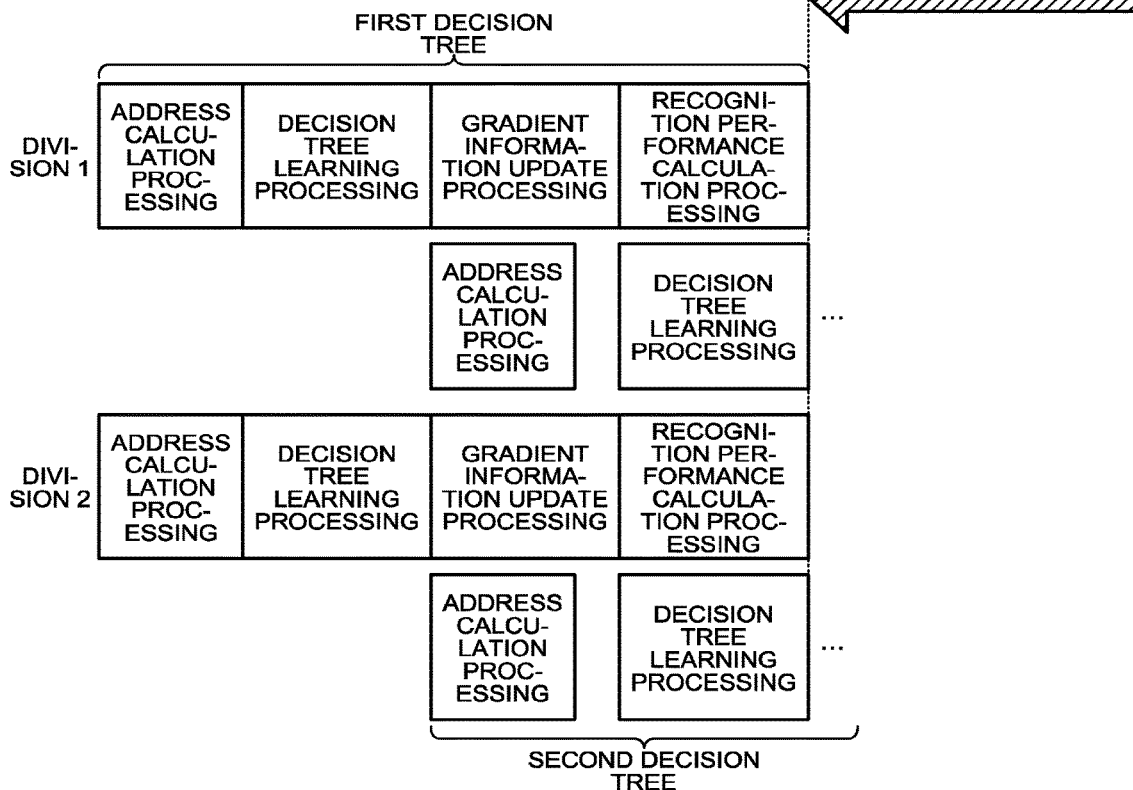 FIRST DECISION
TREE
DIVI-
SION 1
ADDRESS
CALCU-
LATION
PROC-
ESSING
DECISION
TREE
LEARNING
PROCESSING
GRADIENT
INFORMA-
TION UPDATE
PROCESSING
RECOGNI-
TION PER-
FORMANCE
CALCULA-
TION PROC-
ESSING
ADDRESS
CALCU-
LATION
PROC-
ESSING
DECISION
TREE
LEARNING
PROCESSING
...
DIVI-
SION 2
ADDRESS
CALCU-
LATION
PROC-
ESSING
DECISION
TREE
LEARNING
PROCESSING
GRADIENT
INFORMA-
TION UPDATE
PROCESSING
RECOGNI-
TION PER-
FORMANCE
CALCULA-
TION PROC-
ESSING
ADDRESS
CALCU-
LATION
PROC-
ESSING
DECISION
TREE
LEARNING
PROCESSING
...
SECOND DECISION
TREE